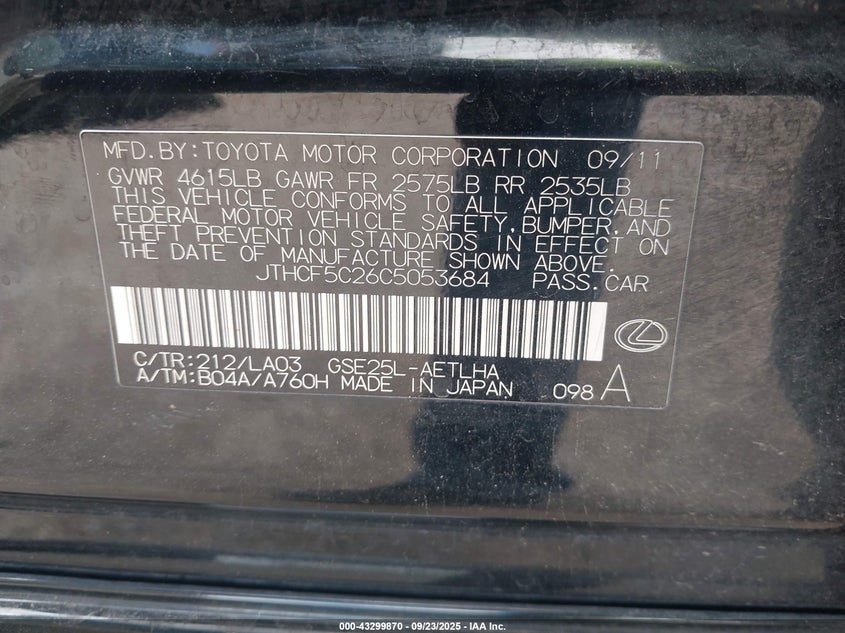 MFD.BY:TOYOTA MOTOR CORPORATION 09/11
GVWR 4615LB GAWR FR 2575LB RR 2535LB
THIS VEHICLE CONFORMS TO ALL APPLICABLE
FEDERAL MOTOR VEHICLE SAFETY,BUMPER,AND
THEFT PREVENTION STANDARDS IN EFFECT ON
THE DATE OF MANUFACTURE SHOWN ABOVE.
JTHCF5C26C5053684 PASS.CAR
C/TR:212/LA03 GSE25L-AETLHA
A/TM:B04A/A760H MADE IN JAPAN 098 A
000-43299870 - 09/23/2025 - IAA Inc.